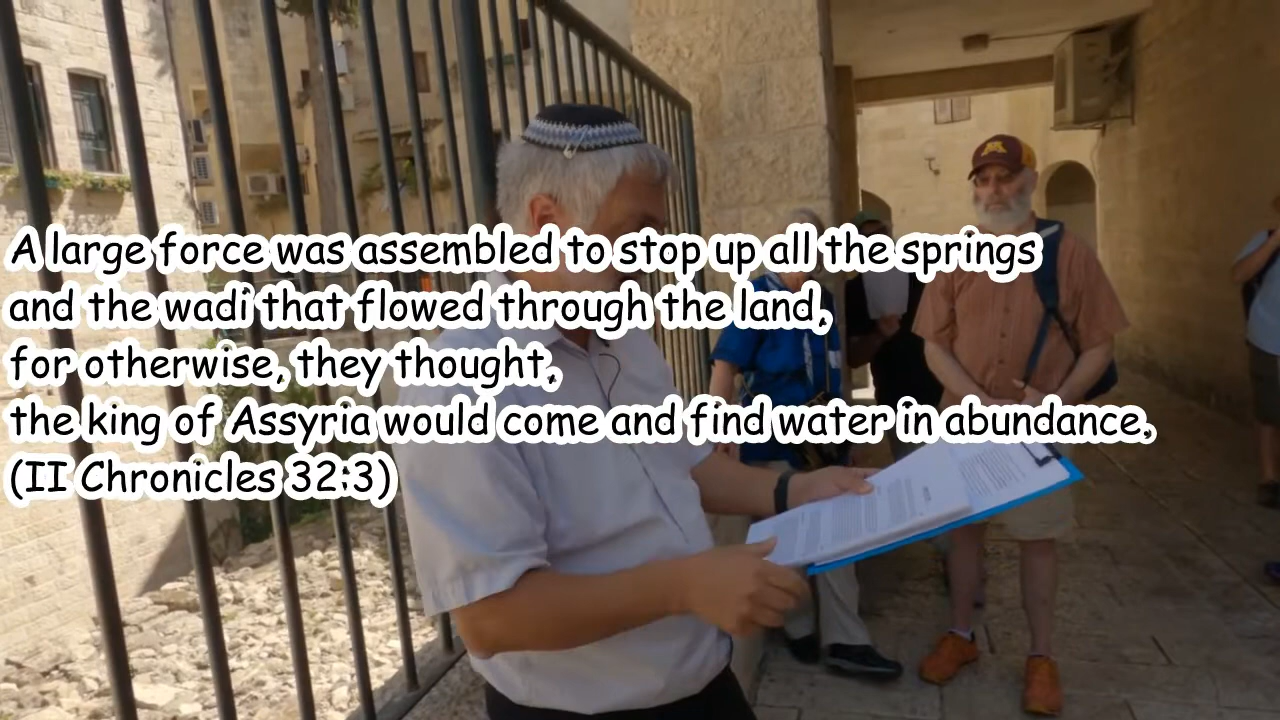 A large force was assembled to stop up all the springs
and the wadi that flowed through the land,
for otherwise, they thought,
the king of Assyria would come and find water in abundance.
(II Chronicles 32:3)
M